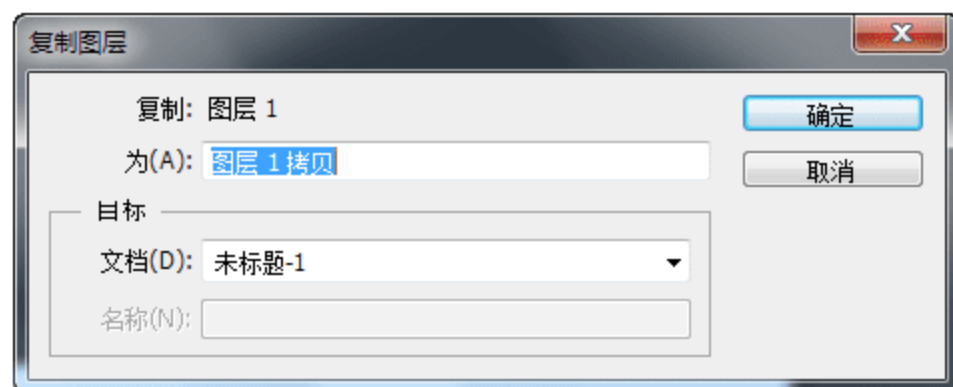 复制图层
复制: 图层 1
确定
为(A): 图层 1 拷贝
取消
目标
文档(D): 未标题-1
名称(N):